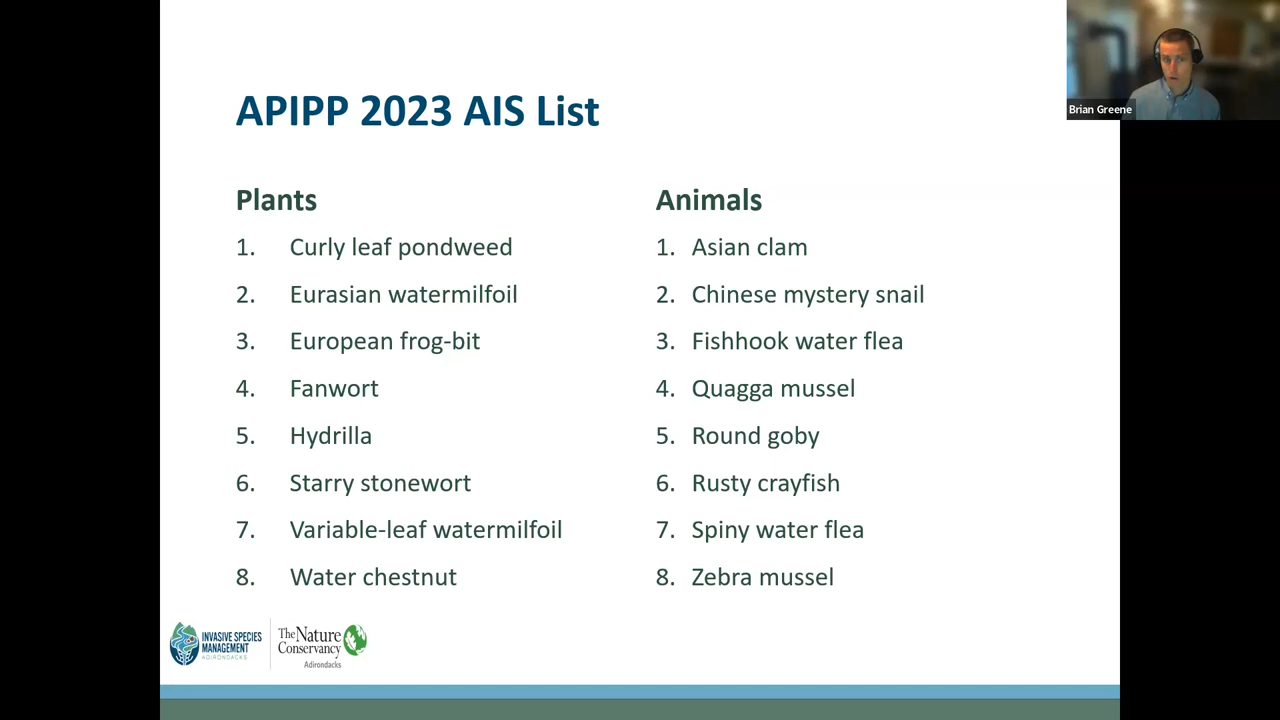 APIPP 2023 AIS List
Brian Greene
Plants
1. Curly leaf pondweed
2. Eurasian watermilfoil
3. European frog-bit
4. Fanwort
5. Hydrilla
6. Starry stonewort
7. Variable-leaf watermilfoil
8. Water chestnut
Animals
1. Asian clam
2. Chinese mystery snail
3. Fishhook water flea
4. Quagga mussel
5. Round goby
6. Rusty crayfish
7. Spiny water flea
8. Zebra mussel
INVASIVE SPECIES
MANAGEMENT
ADIRONDACKS
The Nature
Conservancy
Adirondacks